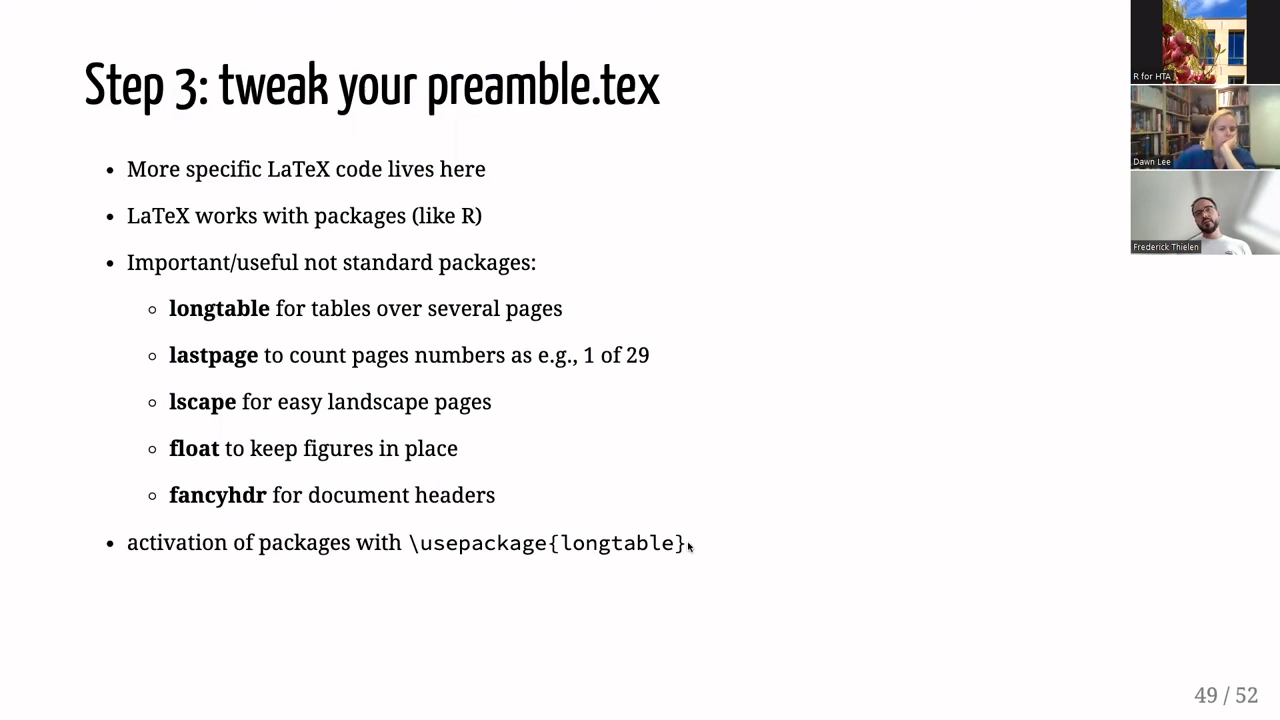 Step 3: tweak your preamble.tex
• More specific LaTeX code lives here
• LaTeX works with packages (like R)
• Important/useful not standard packages:
◦ longtable for tables over several pages
◦ lastpage to count pages numbers as e.g., 1 of 29
◦ lscape for easy landscape pages
◦ float to keep figures in place
◦ fancyhdr for document headers
• activation of packages with \usepackage{longtable}
49 / 52
R for HTA
Dawn Lee
Frederick Thielen